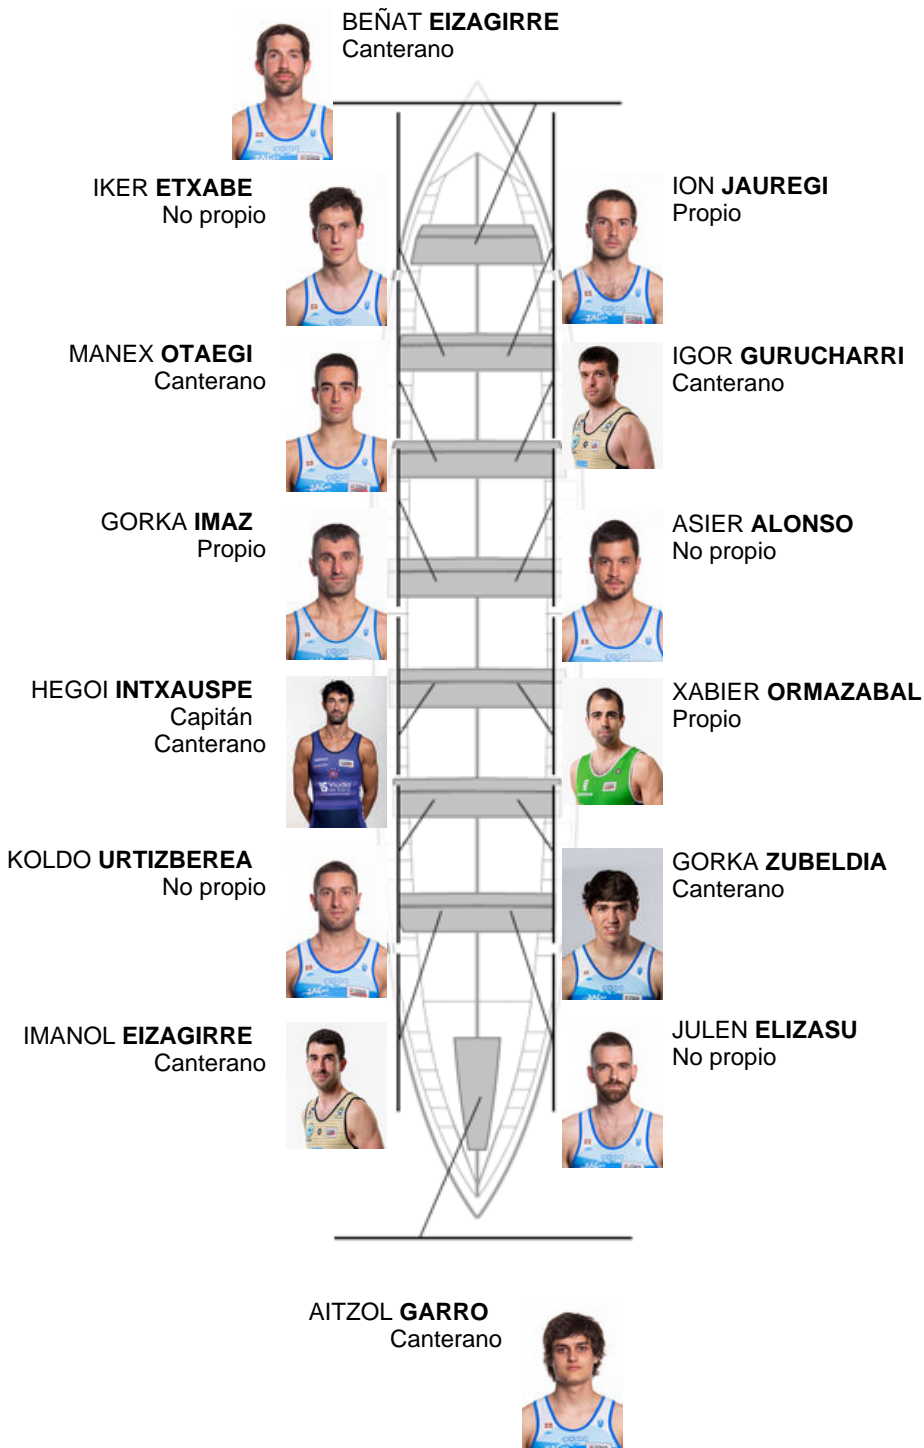 BEÑAT EIZAGIRRE
Canterano
IKER ETXABE
No propio
ION JAUREGI
Propio
MANEX OTAEGI
Canterano
IGOR GURUCHARRI
Canterano
GORKA IMAZ
Propio
ASIER ALONSO
No propio
HEGOI INTXAUSPE
Capitán
Canterano
XABIER ORMAZABAL
Propio
KOLDO URTIZBEREA
No propio
GORKA ZUBELDIA
Canterano
IMANOL EIZAGIRRE
Canterano
JULEN ELIZASU
No propio
AITZOL GARRO
Canterano